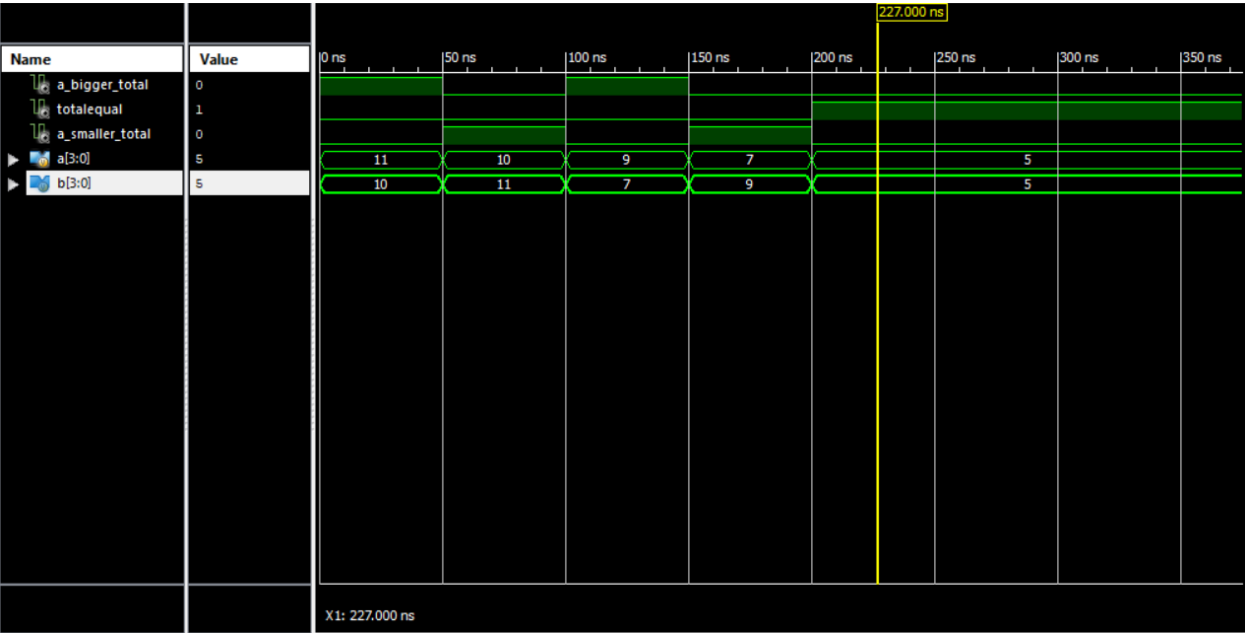 227.000 ns
Name Value 0 ns 50 ns 100 ns 150 ns 200 ns 250 ns 300 ns 350 ns
a_bigger_total 0
totalequal 1
a_smaller_total 0
a[3:0] 5 11 10 9 7 5
b[3:0] 5 10 11 7 9 5
X1: 227.000 ns